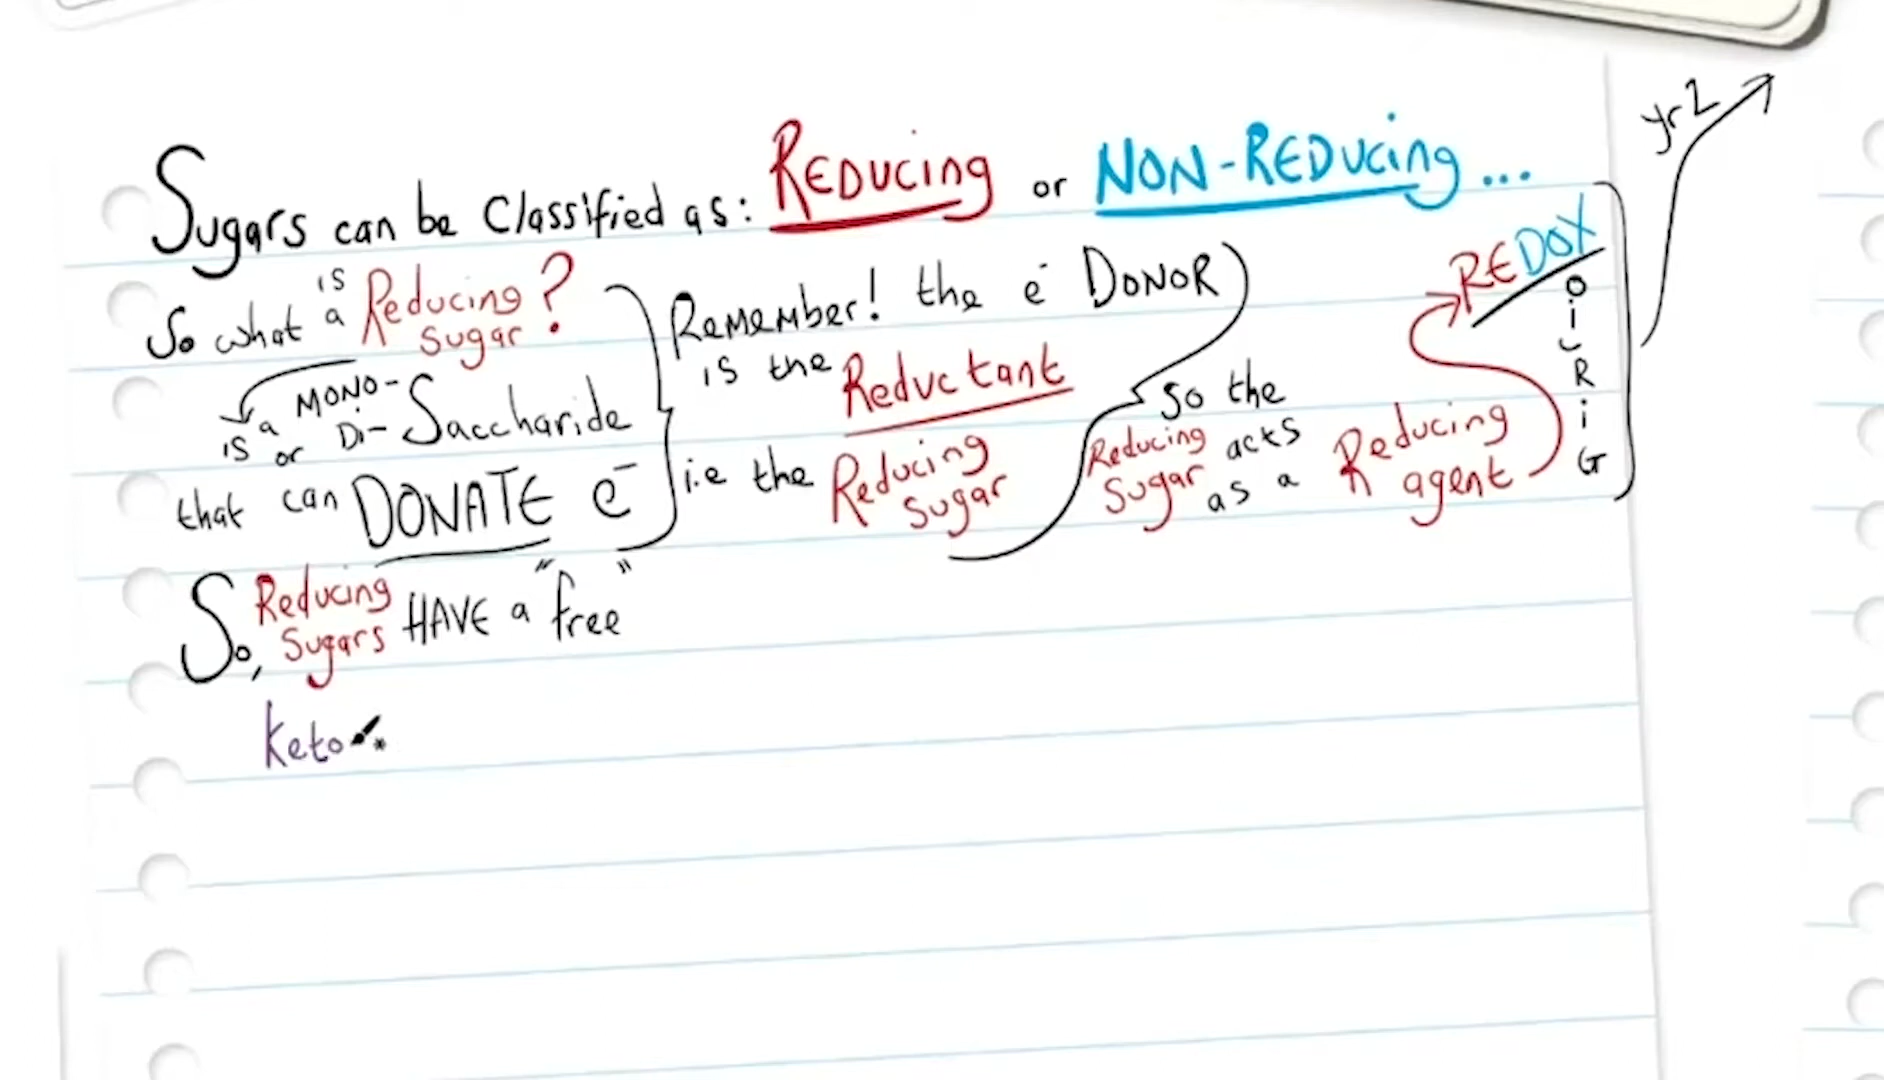 Sugars can be Classified as: REDucing or NON-REDucing...
So what is a Reducing Sugar?
is a MONO- or Di- Saccharide
that can DONATE e⁻
Remember! the e⁻ DONOR
is the Reductant
i.e the Reducing Sugar
so the Reducing Sugar acts as a Reducing agent
REDOX
O
i
L
R
i
G
yr2
So, Reducing Sugars HAVE a "free"
keto